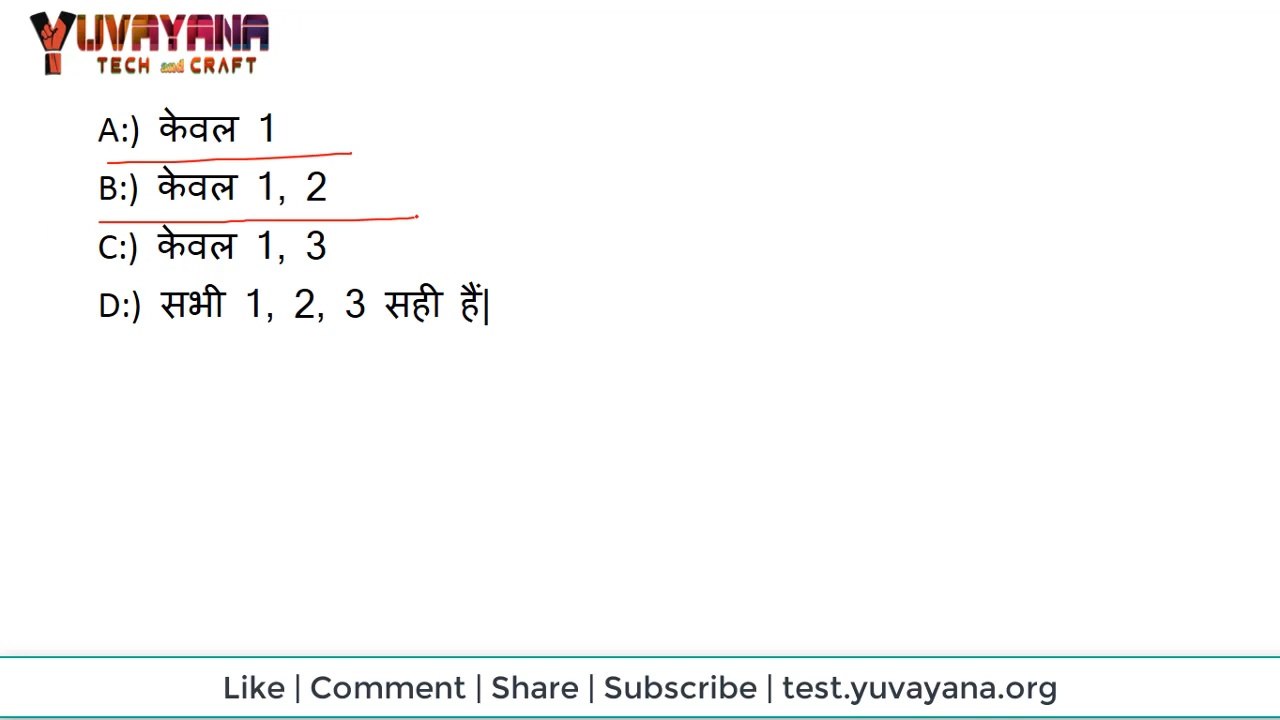 YUVAYANA
TECH and CRAFT
A:) केवल 1
B:) केवल 1, 2
C:) केवल 1, 3
D:) सभी 1, 2, 3 सही हैं|
Like | Comment | Share | Subscribe | test.yuvayana.org